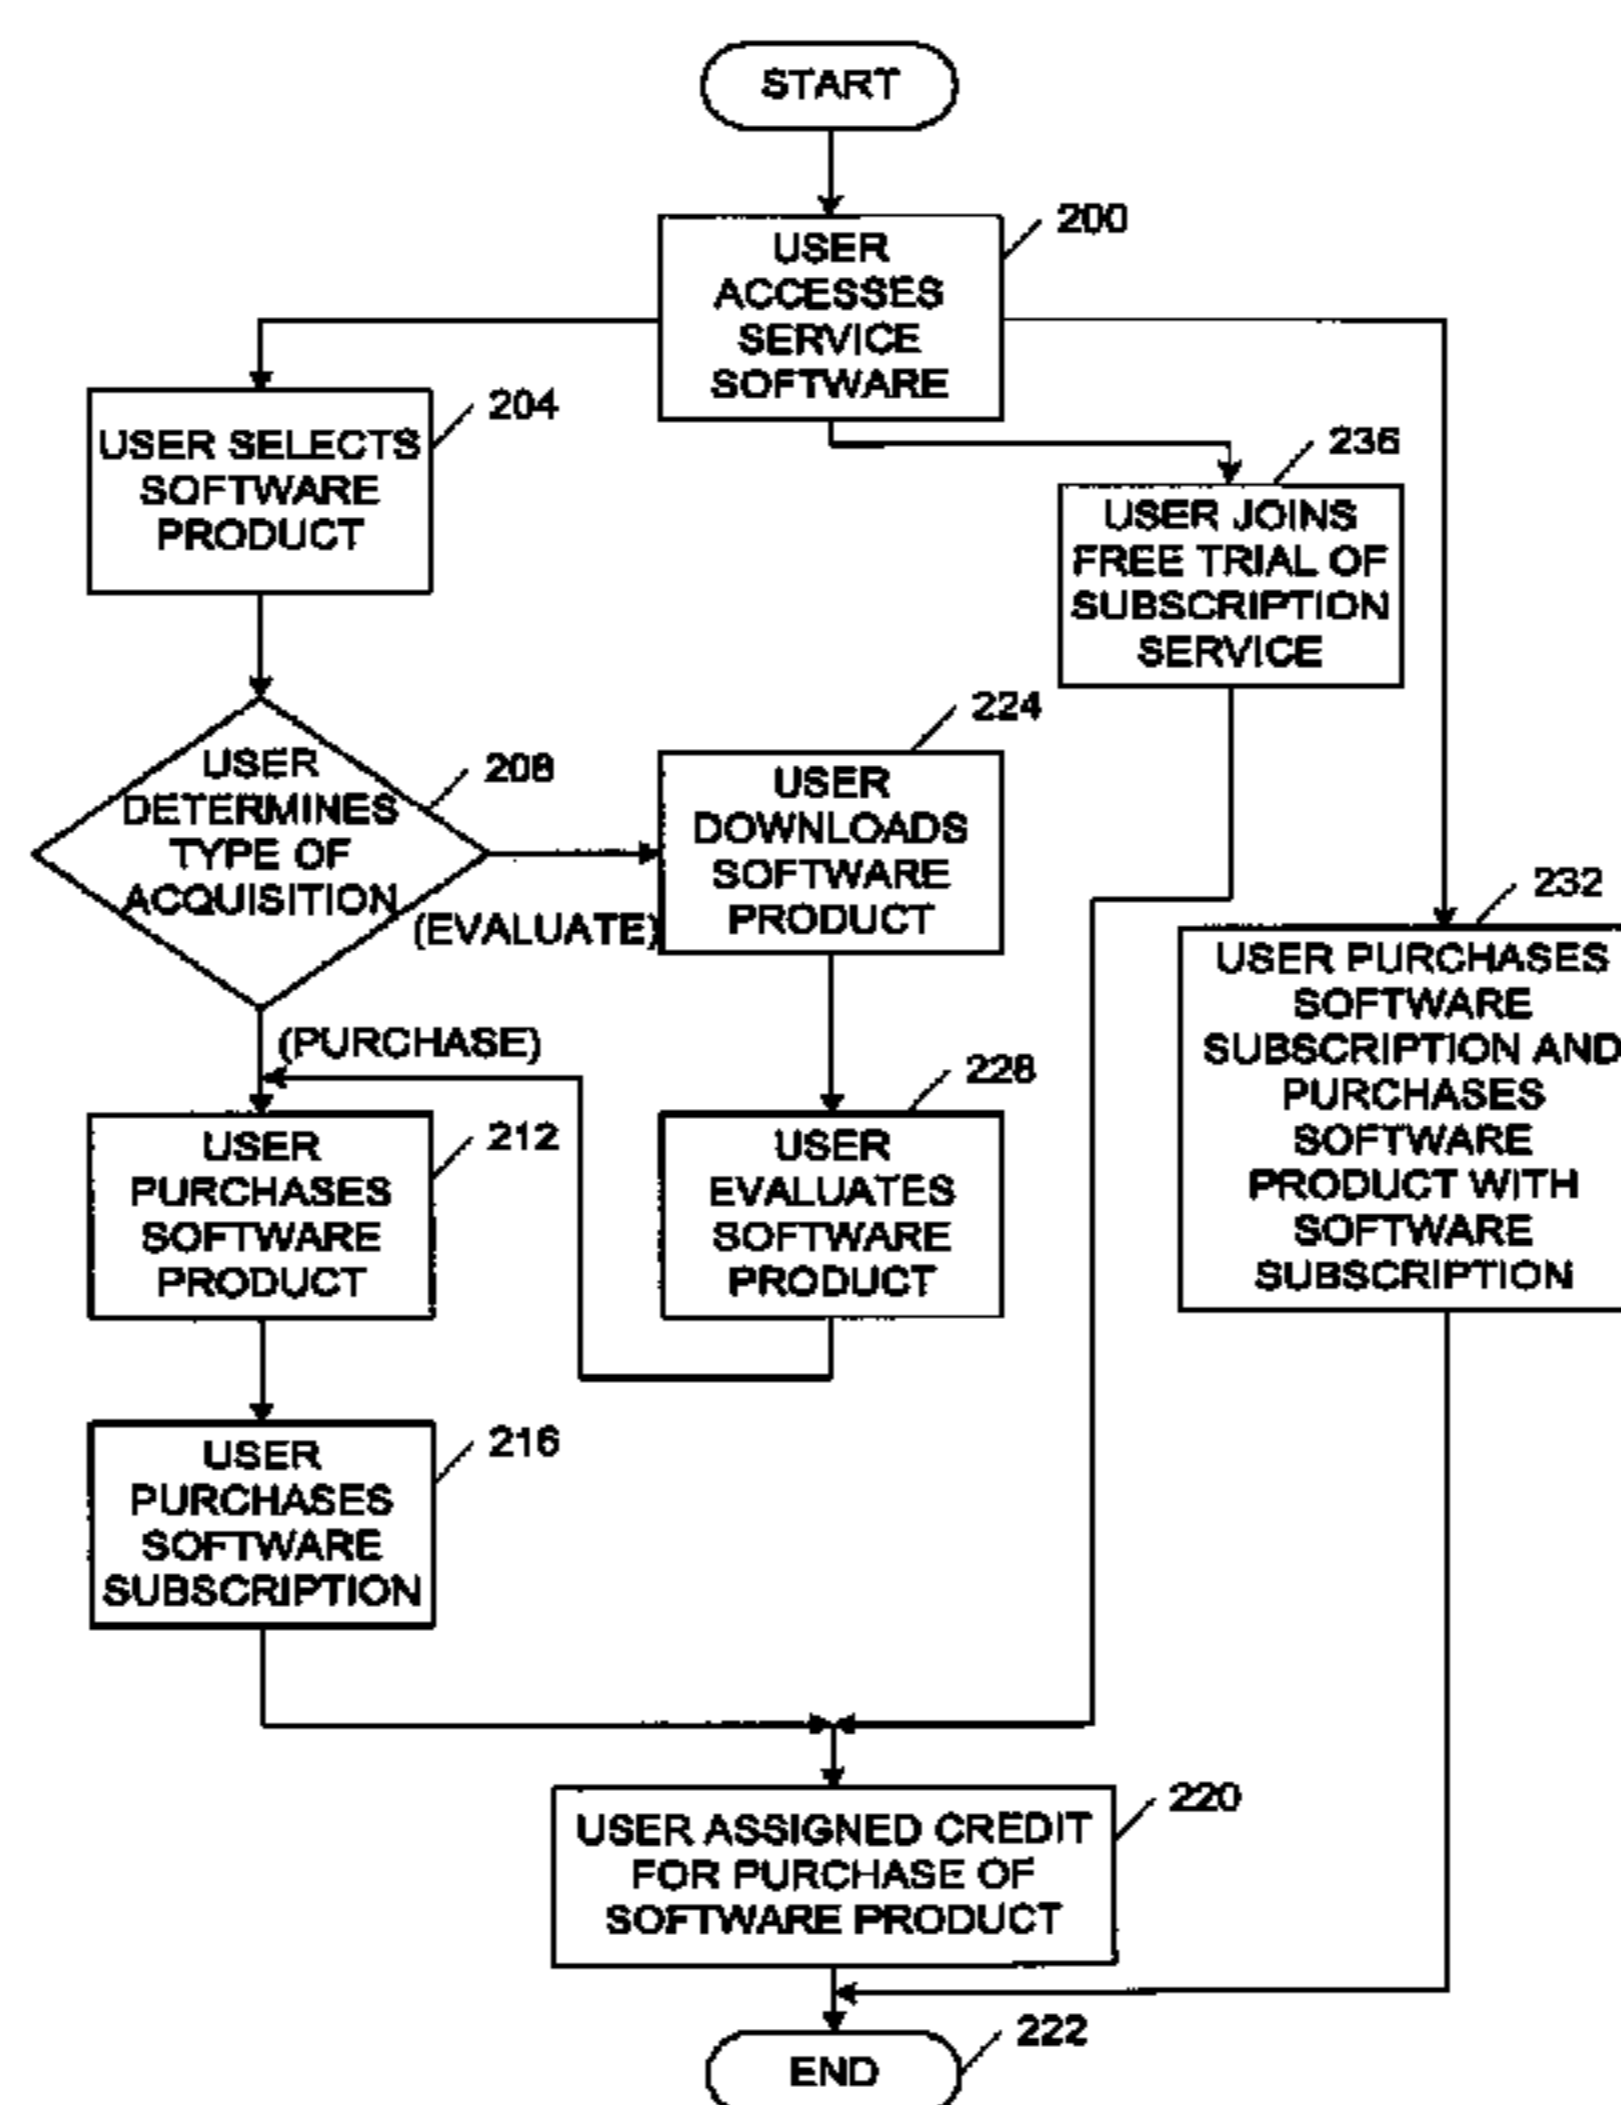 START
200
USER
ACCESSES
SERVICE
SOFTWARE
204
USER SELECTS
SOFTWARE
PRODUCT
236
USER JOINS
FREE TRIAL OF
SUBSCRIPTION
SERVICE
208
USER
DETERMINES
TYPE OF
ACQUISITION
(EVALUATE)
(PURCHASE)
224
USER
DOWNLOADS
SOFTWARE
PRODUCT
232
USER PURCHASES
SOFTWARE
SUBSCRIPTION AND
PURCHASES
SOFTWARE
PRODUCT WITH
SOFTWARE
SUBSCRIPTION
212
USER
PURCHASES
SOFTWARE
PRODUCT
228
USER
EVALUATES
SOFTWARE
PRODUCT
216
USER
PURCHASES
SOFTWARE
SUBSCRIPTION
220
USER ASSIGNED CREDIT
FOR PURCHASE OF
SOFTWARE PRODUCT
222
END